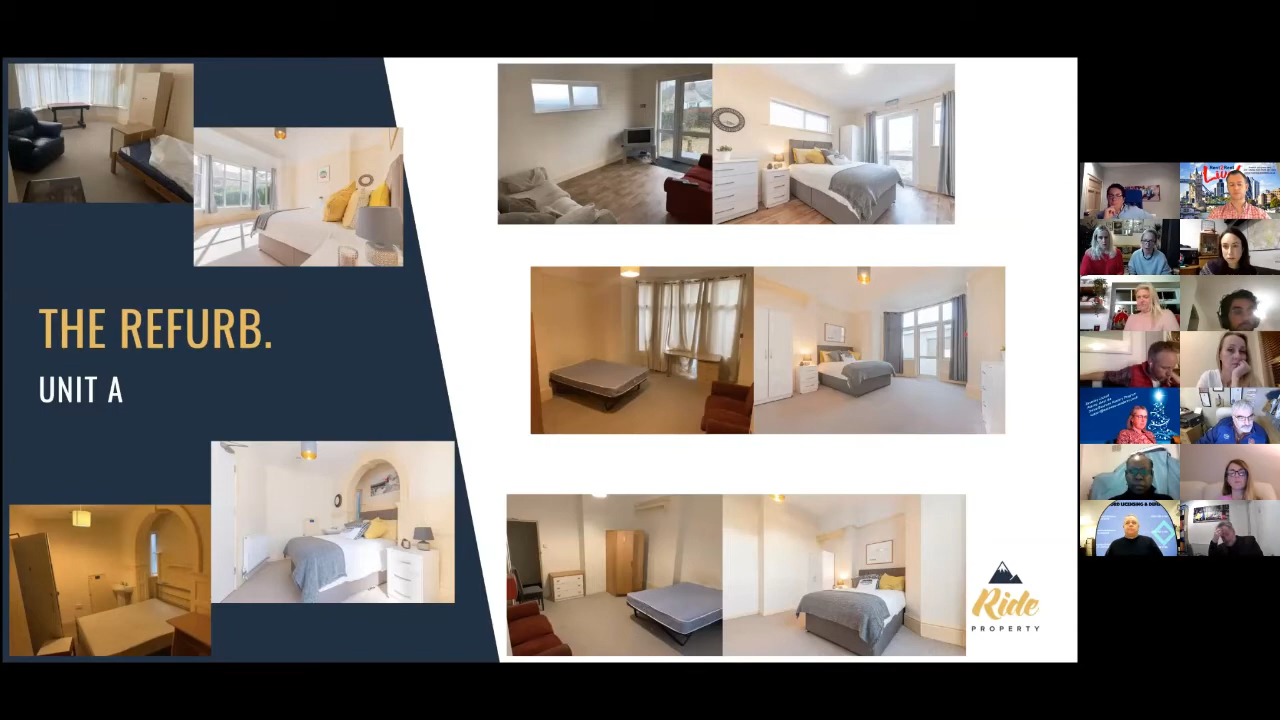 THE REFURB.
UNIT A
Ride
PROPERTY